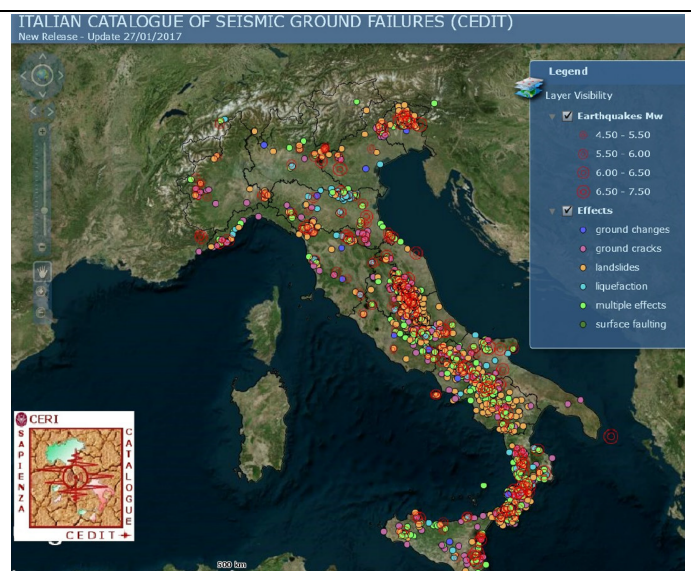 ITALIAN CATALOGUE OF SEISMIC GROUND FAILURES (CEDIT)
New Release - Update 27/01/2017
Legend
Layer Visibility
Earthquakes Mw
4.50 - 5.50
5.50 - 6.00
6.00 - 6.50
6.50 - 7.50
Effects
ground changes
ground cracks
landslides
liquefaction
multiple effects
surface faulting
CERI
SAPIENZA
CATALOGUE
CEDIT
500 km